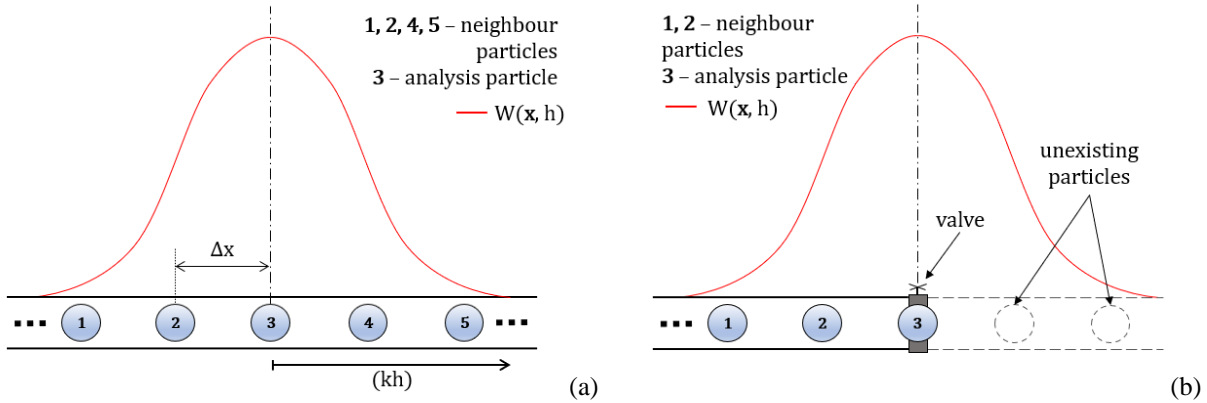 1, 2, 4, 5 – neighbour
particles
3 – analysis particle
W(x, h)
Δx
1
2
3
4
5
(kh)
(a)
1, 2 – neighbour
particles
3 – analysis particle
W(x, h)
unexisting
particles
valve
1
2
3
(b)